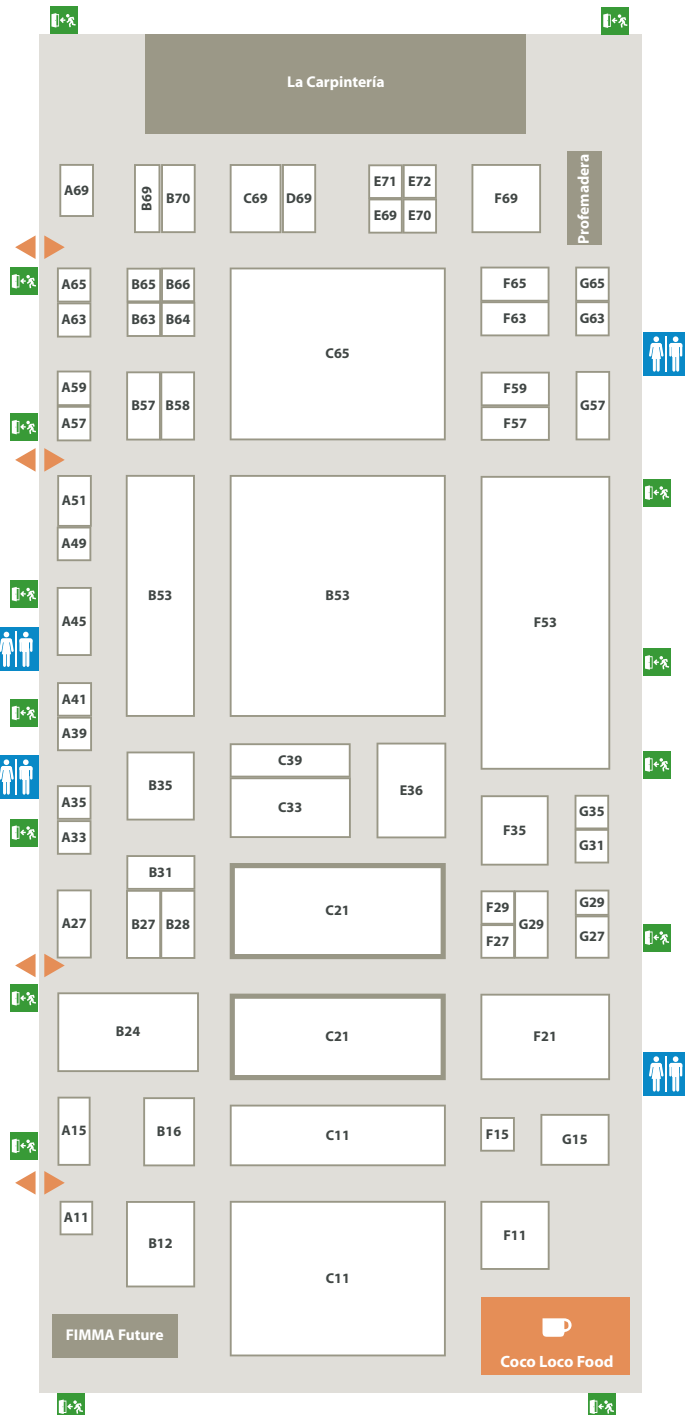 La Carpintería
Profemadera
A69
B69
B70
C69
D69
E71
E72
E69
E70
F69
A65
A63
B65
B66
B63
B64
C65
F65
F63
G65
G63
A59
A57
B57
B58
F59
F57
G57
A51
A49
B53
B53
F53
A45
A41
A39
B35
C39
C33
E36
A35
A33
F35
G35
G31
B31
A27
B27
B28
C21
F29
F27
G29
G29
G27
B24
C21
F21
A15
B16
C11
F15
G15
A11
B12
C11
F11
FIMMA Future
Coco Loco Food